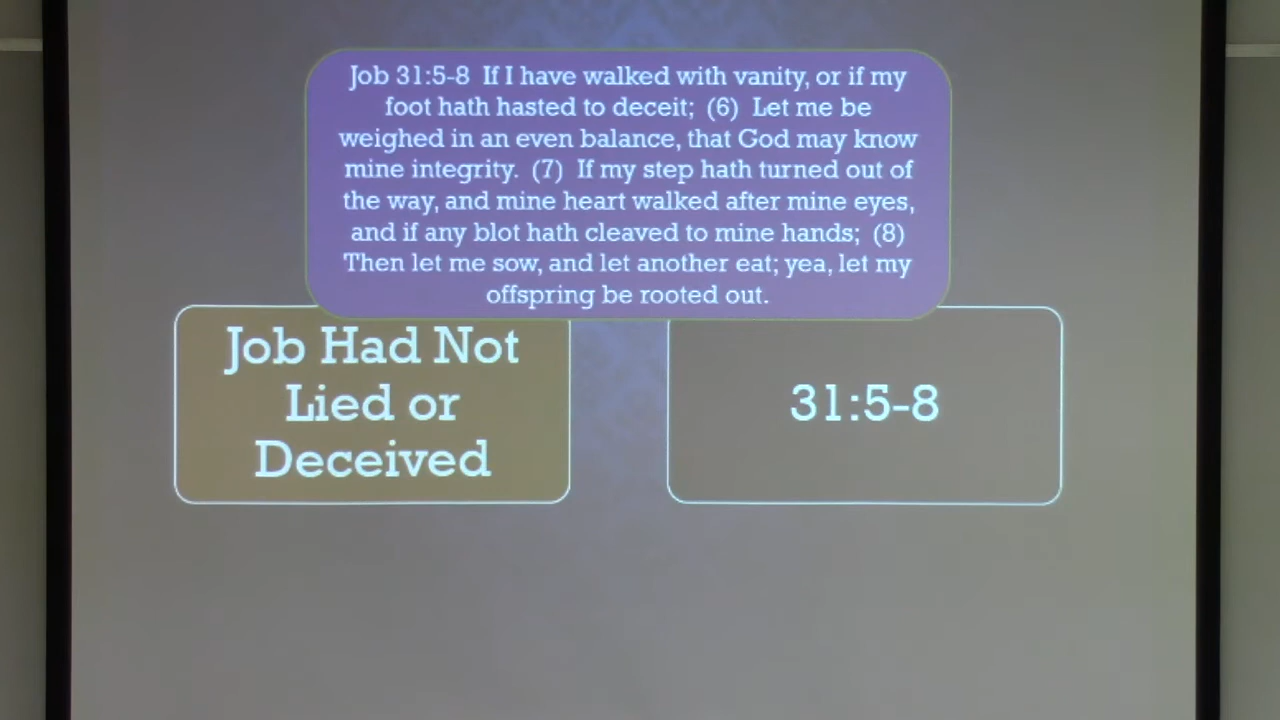 Job 31:5-8 If I have walked with vanity, or if my
foot hath hasted to deceit; (6) Let me be
weighed in an even balance, that God may know
mine integrity. (7) If my step hath turned out of
the way, and mine heart walked after mine eyes,
and if any blot hath cleaved to mine hands; (8)
Then let me sow, and let another eat; yea, let my
offspring be rooted out.
Job Had Not
Lied or
Deceived
31:5-8